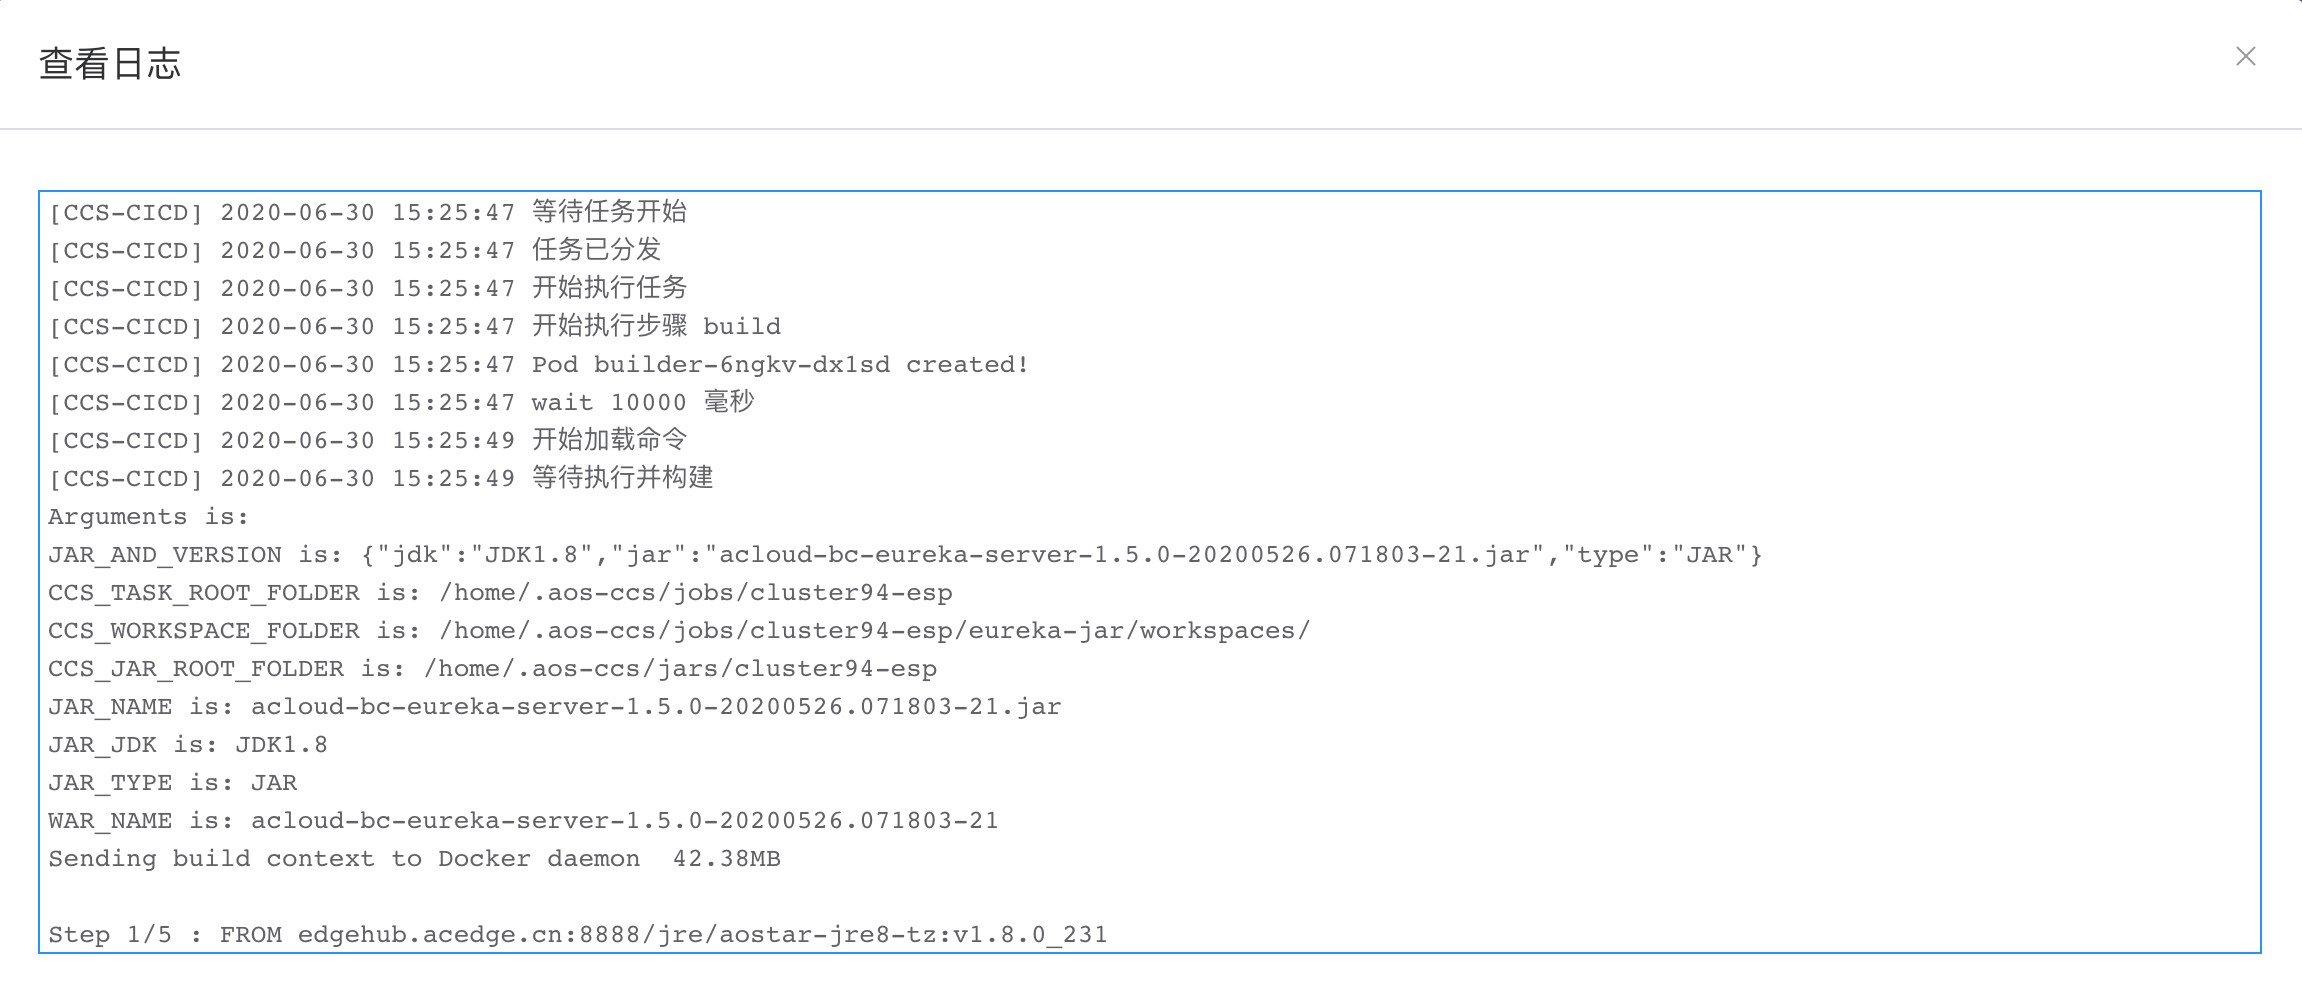 查看日志
[CCS-CICD] 2020-06-30 15:25:47 等待任务开始
[CCS-CICD] 2020-06-30 15:25:47 任务已分发
[CCS-CICD] 2020-06-30 15:25:47 开始执行任务
[CCS-CICD] 2020-06-30 15:25:47 开始执行步骤 build
[CCS-CICD] 2020-06-30 15:25:47 Pod builder-6ngkv-dx1sd created!
[CCS-CICD] 2020-06-30 15:25:47 wait 10000 毫秒
[CCS-CICD] 2020-06-30 15:25:49 开始加载命令
[CCS-CICD] 2020-06-30 15:25:49 等待执行并构建
Arguments is:
JAR_AND_VERSION is: {"jdk":"JDK1.8","jar":"acloud-bc-eureka-server-1.5.0-20200526.071803-21.jar","type":"JAR"}
CCS_TASK_ROOT_FOLDER is: /home/.aos-ccs/jobs/cluster94-esp
CCS_WORKSPACE_FOLDER is: /home/.aos-ccs/jobs/cluster94-esp/eureka-jar/workspaces/
CCS_JAR_ROOT_FOLDER is: /home/.aos-ccs/jars/cluster94-esp
JAR_NAME is: acloud-bc-eureka-server-1.5.0-20200526.071803-21.jar
JAR_JDK is: JDK1.8
JAR_TYPE is: JAR
WAR_NAME is: acloud-bc-eureka-server-1.5.0-20200526.071803-21
Sending build context to Docker daemon  42.38MB
Step 1/5 : FROM edgehub.acedge.cn:8888/jre/aostar-jre8-tz:v1.8.0_231